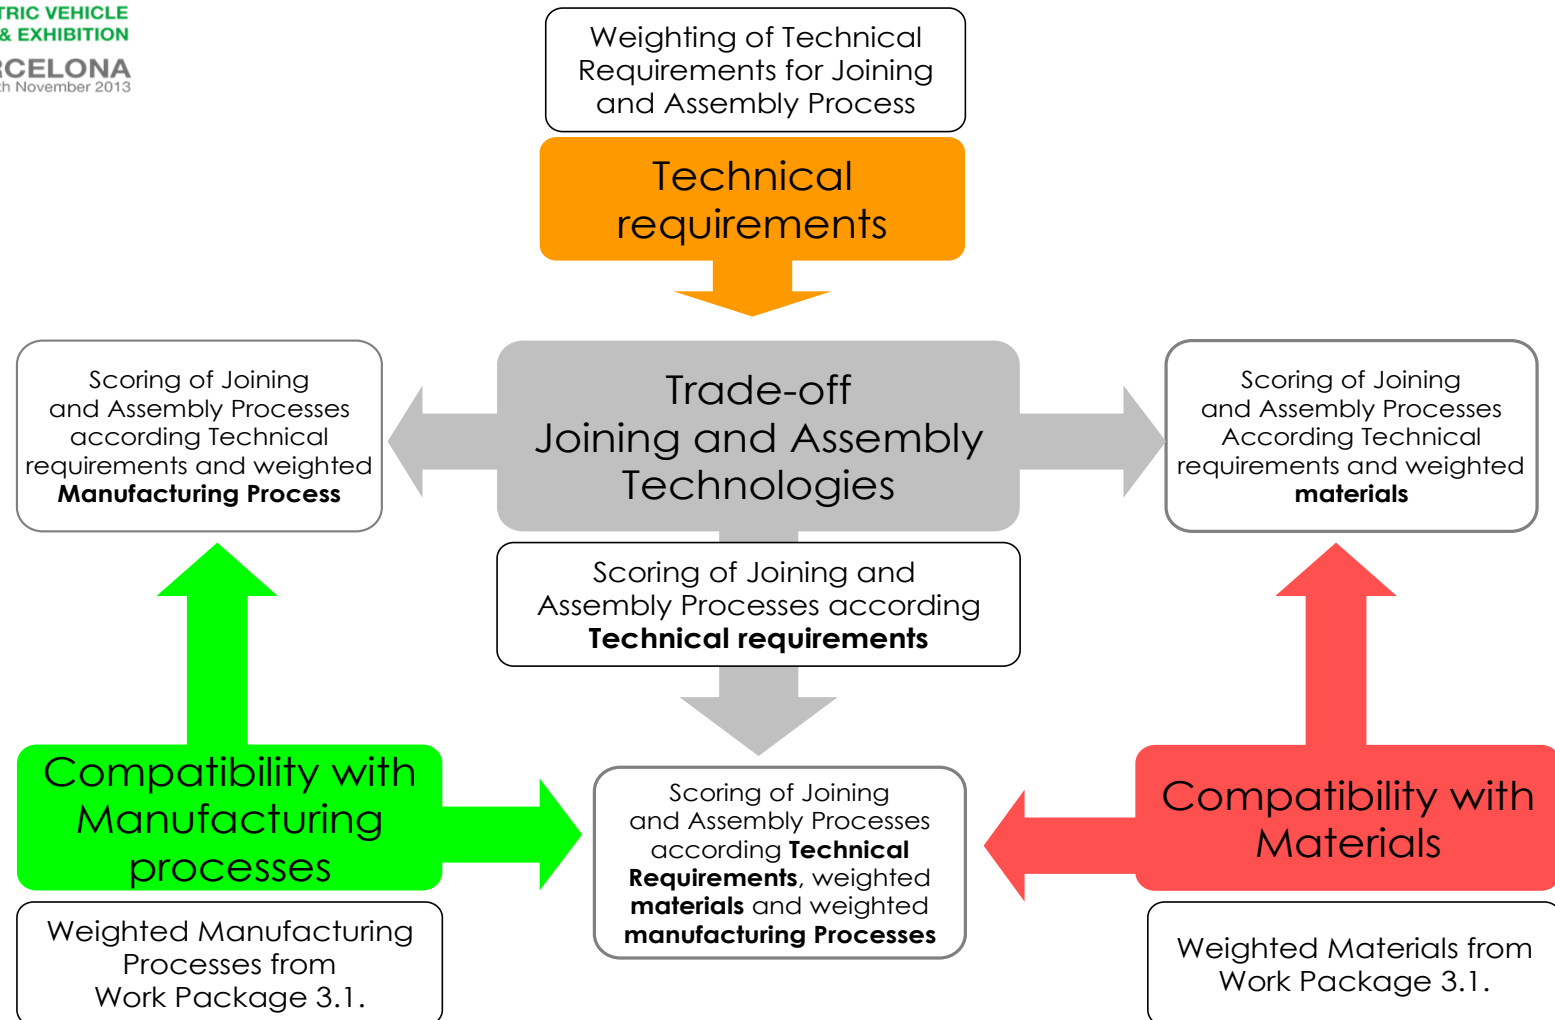 TRIC VEHICLE
& EXHIBITION
RCELONA
th November 2013
Weighting of Technical
Requirements for Joining
and Assembly Process
Technical
requirements
Scoring of Joining
and Assembly Processes
according Technical
requirements and weighted
Manufacturing Process
Trade-off
Joining and Assembly
Technologies
Scoring of Joining
and Assembly Processes
According Technical
requirements and weighted
materials
Scoring of Joining and
Assembly Processes according
Technical requirements
Compatibility with
Manufacturing
processes
Scoring of Joining
and Assembly Processes
according Technical
Requirements, weighted
materials and weighted
manufacturing Processes
Compatibility with
Materials
Weighted Manufacturing
Processes from
Work Package 3.1.
Weighted Materials from
Work Package 3.1.